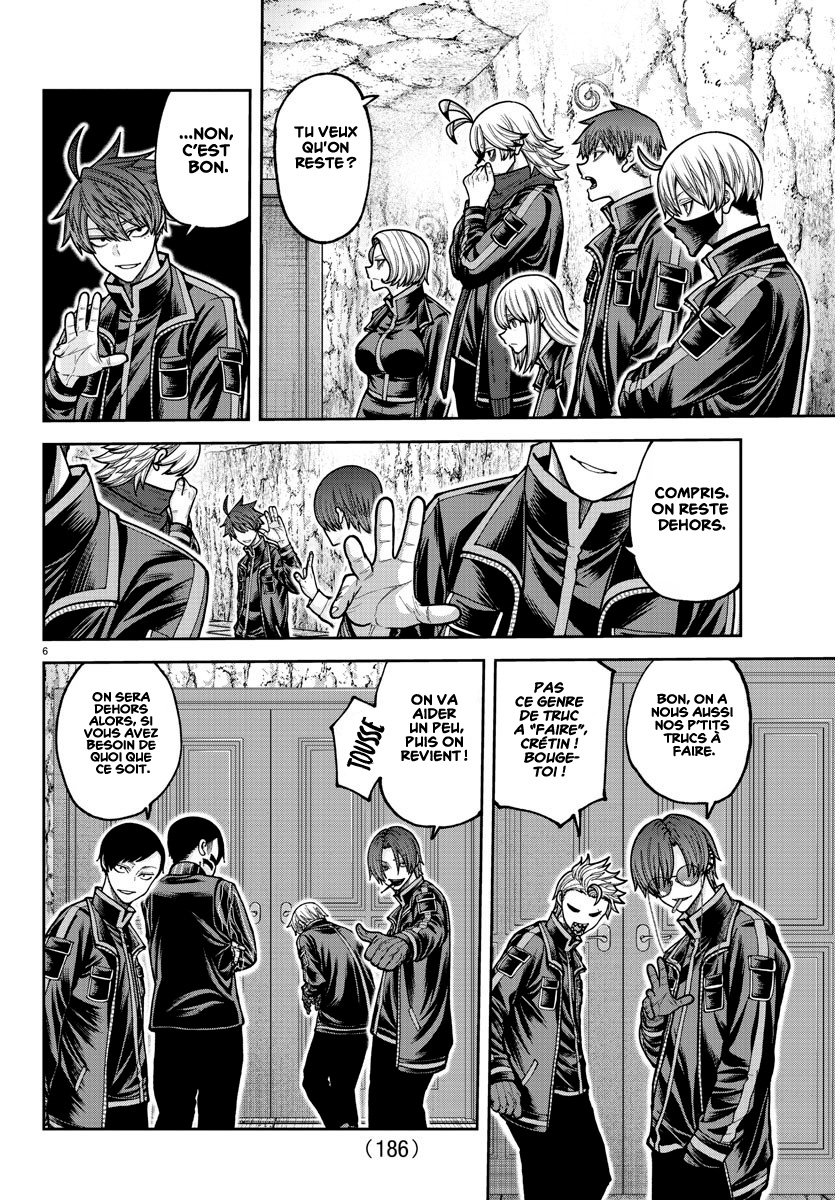 TU VEUX
QU'ON
RESTE ?
...NON,
C'EST
BON.
COMPRIS.
ON RESTE
DEHORS.
6
BON, ON A
NOUS AUSSI
NOS P'TITS
TRUCS À
FAIRE.
PAS
CE GENRE
DE TRUC
A "FAIRE",
CRÉTIN !
BOUGE-
TOI !
ON VA
AIDER
UN PEU,
PUIS ON
REVIENT !
TOUSSE
ON SERA
DEHORS
ALORS, SI
VOUS AVEZ
BESOIN DE
QUOI QUE
CE SOIT.
(186)